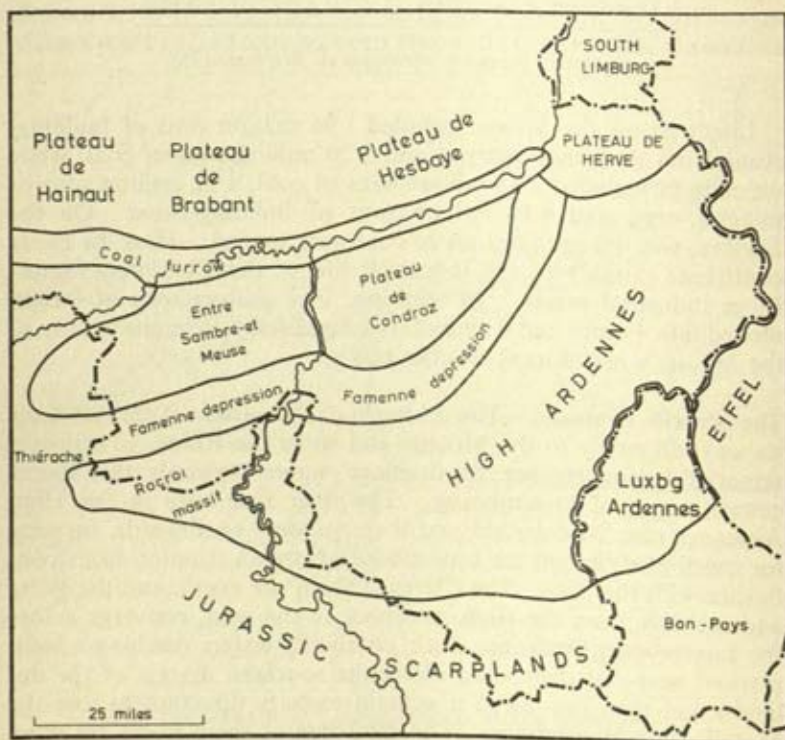 SOUTH
LIMBURG
PLATEAU DE
HERVE
Plateau de
Hesbaye
Plateau
de
Brabant
Plateau
de
Hainaut
Coal furrow
Entre
Sambre-et
Meuse
Plateau
de
Condroz
Famenne depression
Famenne depression
HIGH ARDENNES
EIFEL
Thiérache
Rocroi
massif
Luxbg
Ardennes
Bon-Pays
JURASSIC
SCARPLANDS
25 miles